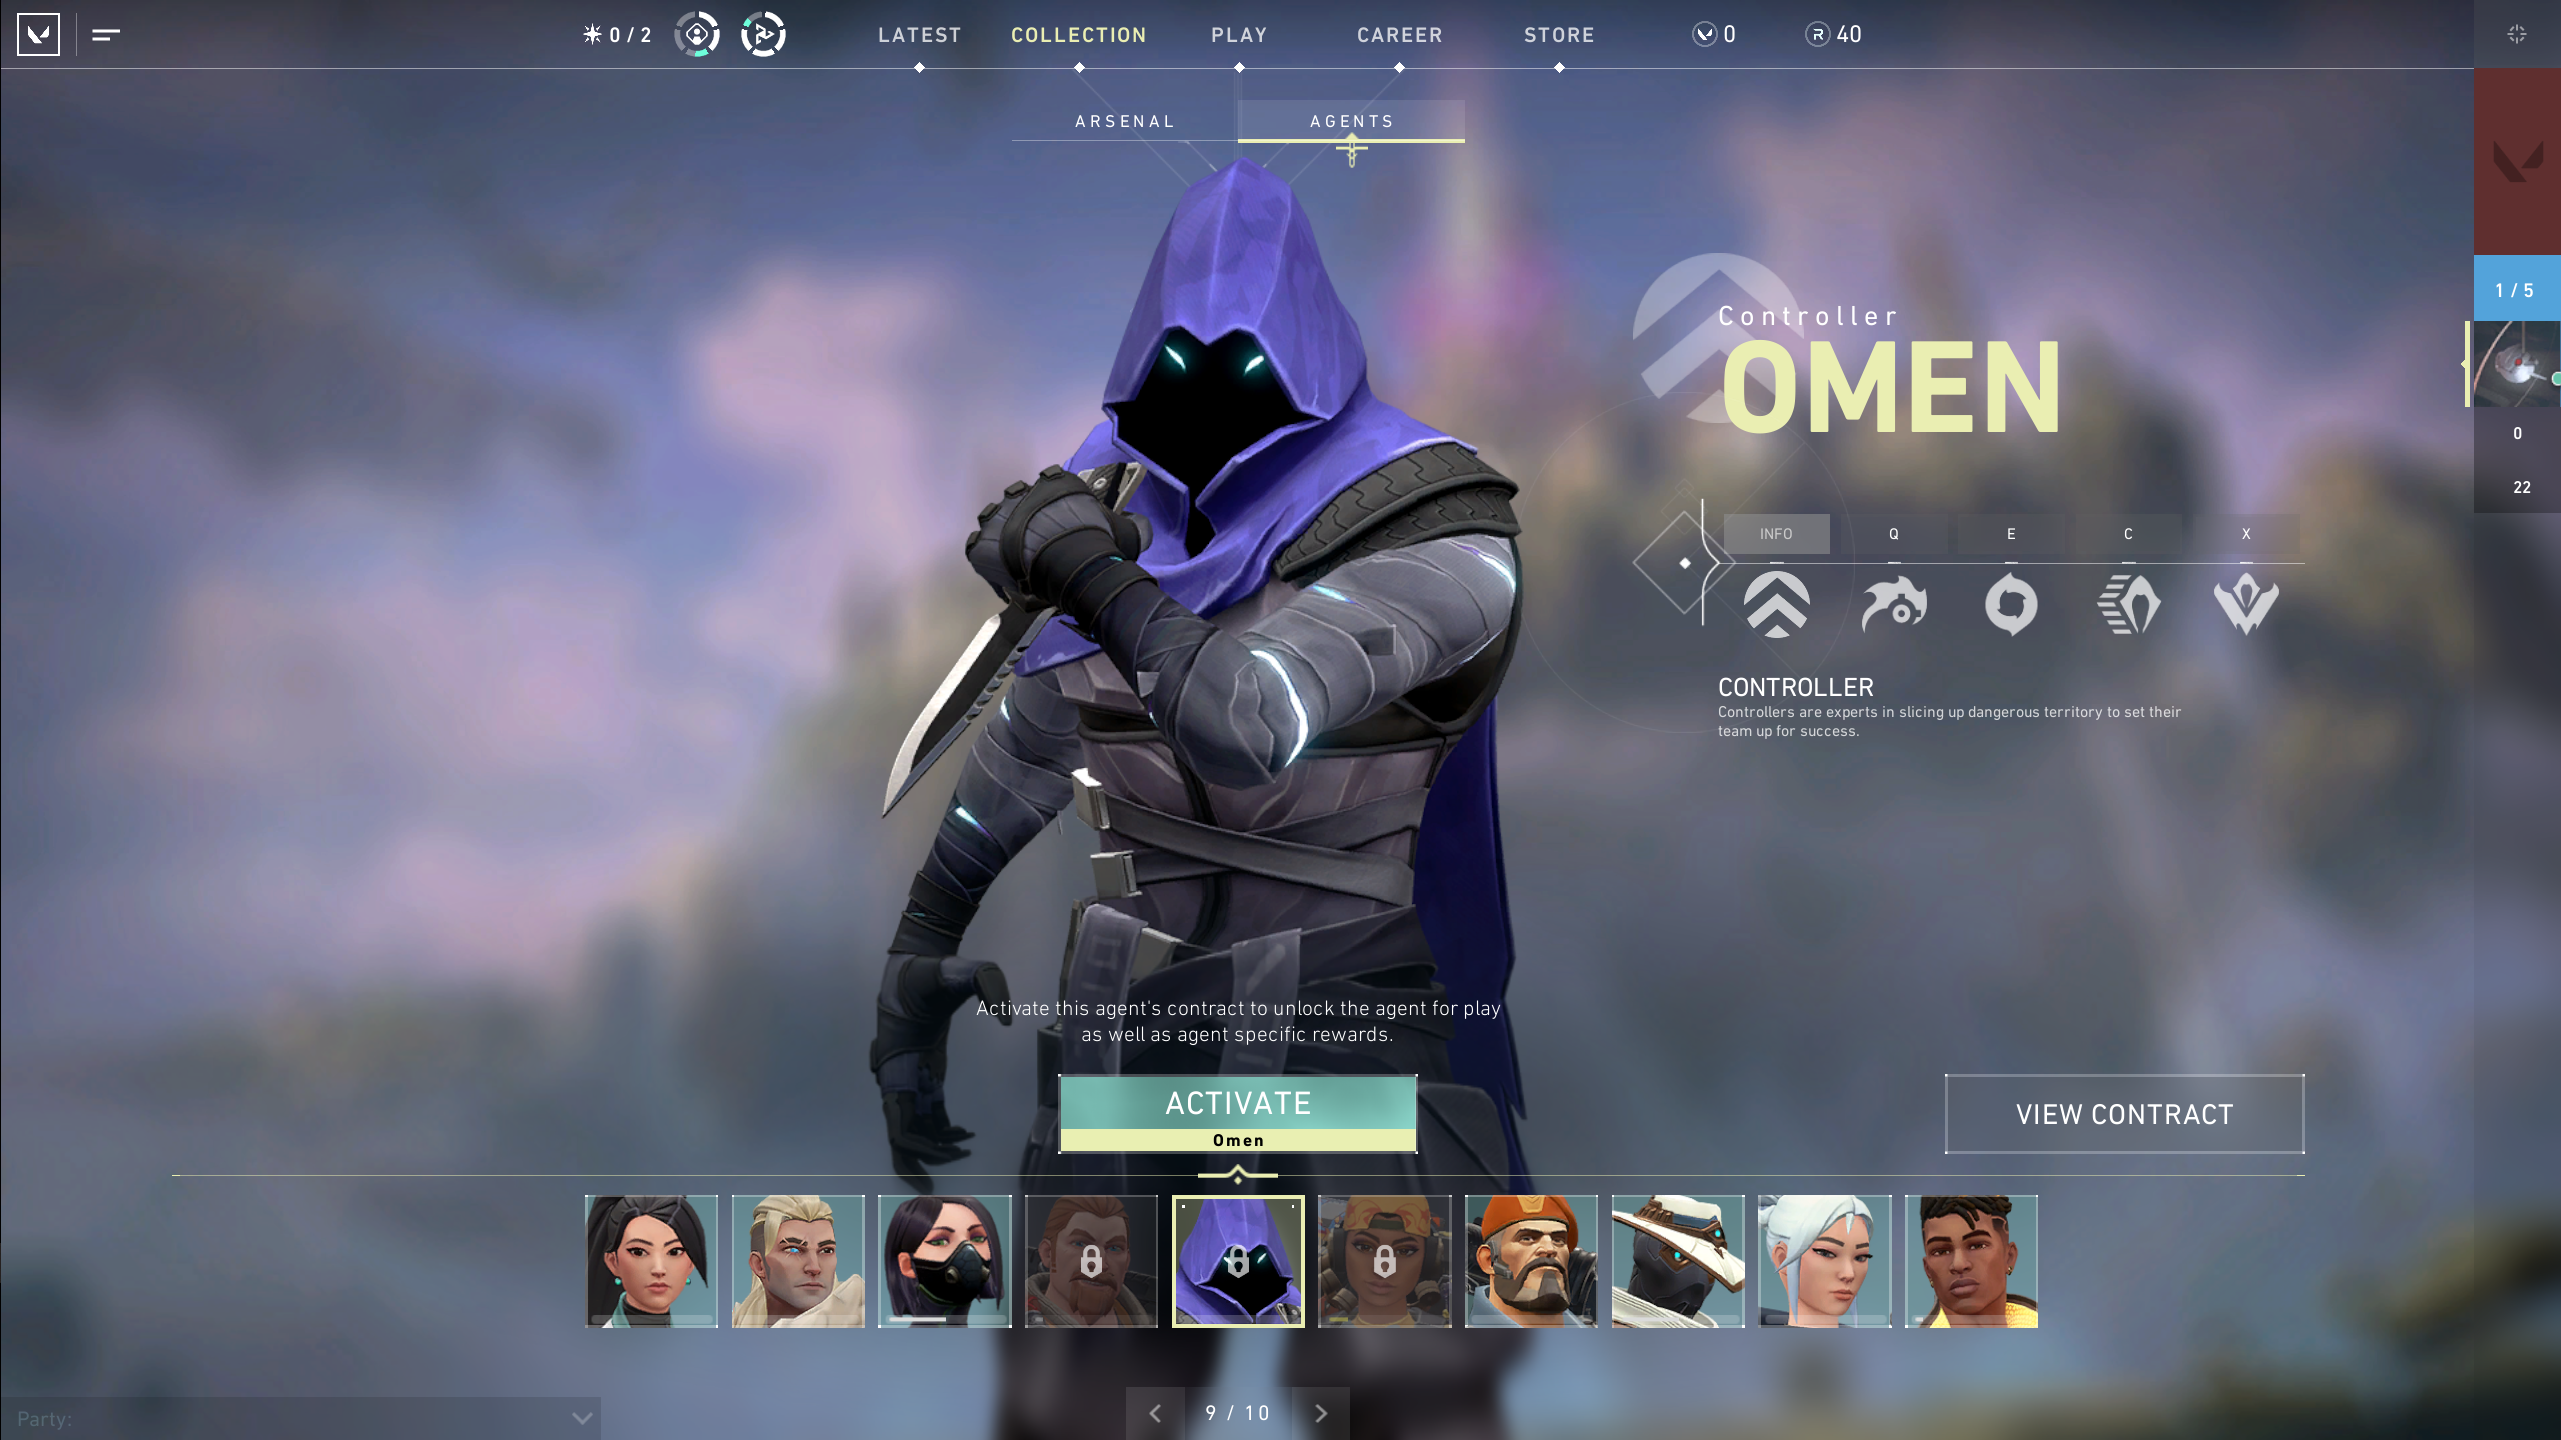 0 / 2
LATEST
COLLECTION
PLAY
CAREER
STORE
0
R 40
ARSENAL
AGENTS
1 / 5
Controller
OMEN
0
22
INFO
Q
E
C
X
CONTROLLER
Controllers are experts in slicing up dangerous territory to set their
team up for success.
Activate this agent's contract to unlock the agent for play
as well as agent specific rewards.
ACTIVATE
Omen
VIEW CONTRACT
Party:
9 / 10